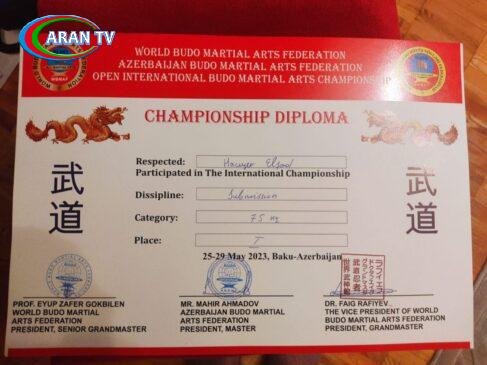 ARAN TV
WORLD BUDO MARTIAL ARTS FEDERATION
AZERBAIJAN BUDO MARTIAL ARTS FEDERATION
OPEN INTERNATIONAL BUDO MARTIAL ARTS CHAMPIONSHIP
CHAMPIONSHIP DIPLOMA
武道
武道
Respected:
Participated in The International Championship
Dissipline: Submission
Category: 75
Place: I
25-29 May 2023, Baku-Azerbaijan
PROF. EYUP ZAFER GOKBILEN
WORLD BUDO MARTIAL
ARTS FEDERATION
PRESIDENT, SENIOR GRANDMASTER
MR. MAHIR AHMADOV
AZERBAIJAN BUDO MARTIAL
ARTS FEDERATION
PRESIDENT, MASTER
DR. FAIG RAFIYEV
THE VICE PRESIDENT OF WORLD
BUDO MARTIAL ARTS FEDERATION
PRESIDENT, GRANDMASTER